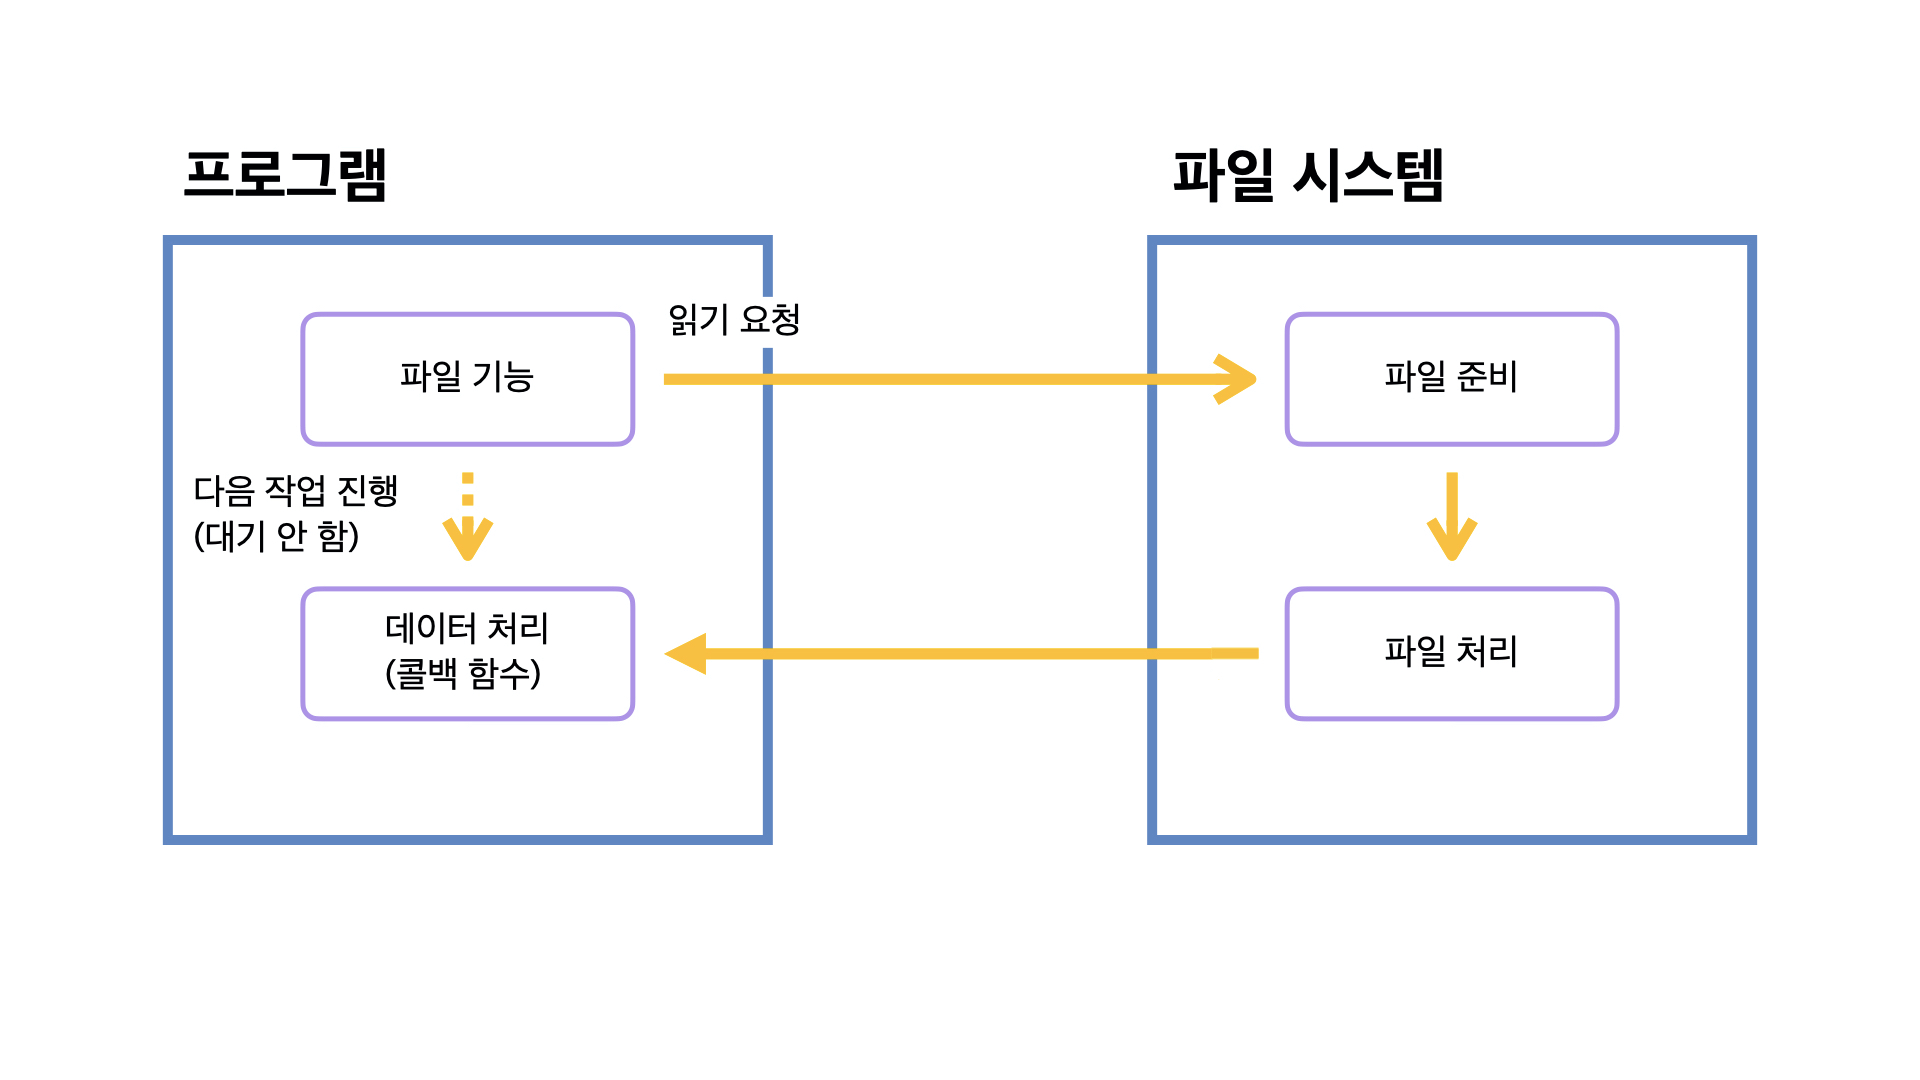 프로그램
파일 시스템
파일 기능
읽기 요청
파일 준비
다음 작업 진행
(대기 안 함)
데이터 처리
(콜백 함수)
파일 처리